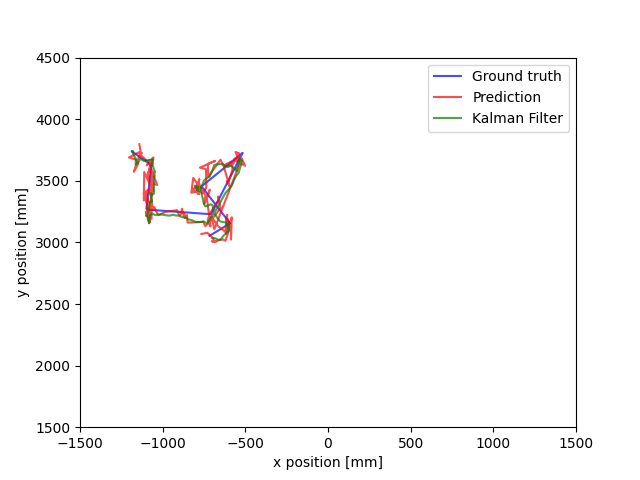 Ground truth
Prediction
Kalman Filter
4500
4000
3500
3000
2500
2000
1500
y position [mm]
−1500
−1000
−500
0
500
1000
1500
x position [mm]